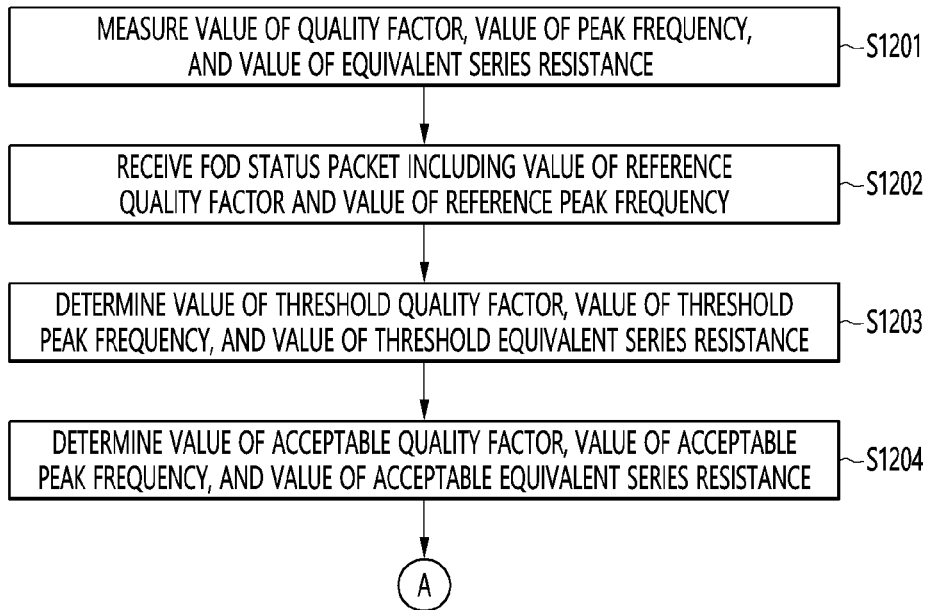 MEASURE VALUE OF QUALITY FACTOR, VALUE OF PEAK FREQUENCY,
AND VALUE OF EQUIVALENT SERIES RESISTANCE
S1201
RECEIVE FOD STATUS PACKET INCLUDING VALUE OF REFERENCE
QUALITY FACTOR AND VALUE OF REFERENCE PEAK FREQUENCY
S1202
DETERMINE VALUE OF THRESHOLD QUALITY FACTOR, VALUE OF THRESHOLD
PEAK FREQUENCY, AND VALUE OF THRESHOLD EQUIVALENT SERIES RESISTANCE
S1203
DETERMINE VALUE OF ACCEPTABLE QUALITY FACTOR, VALUE OF ACCEPTABLE
PEAK FREQUENCY, AND VALUE OF ACCEPTABLE EQUIVALENT SERIES RESISTANCE
S1204
A